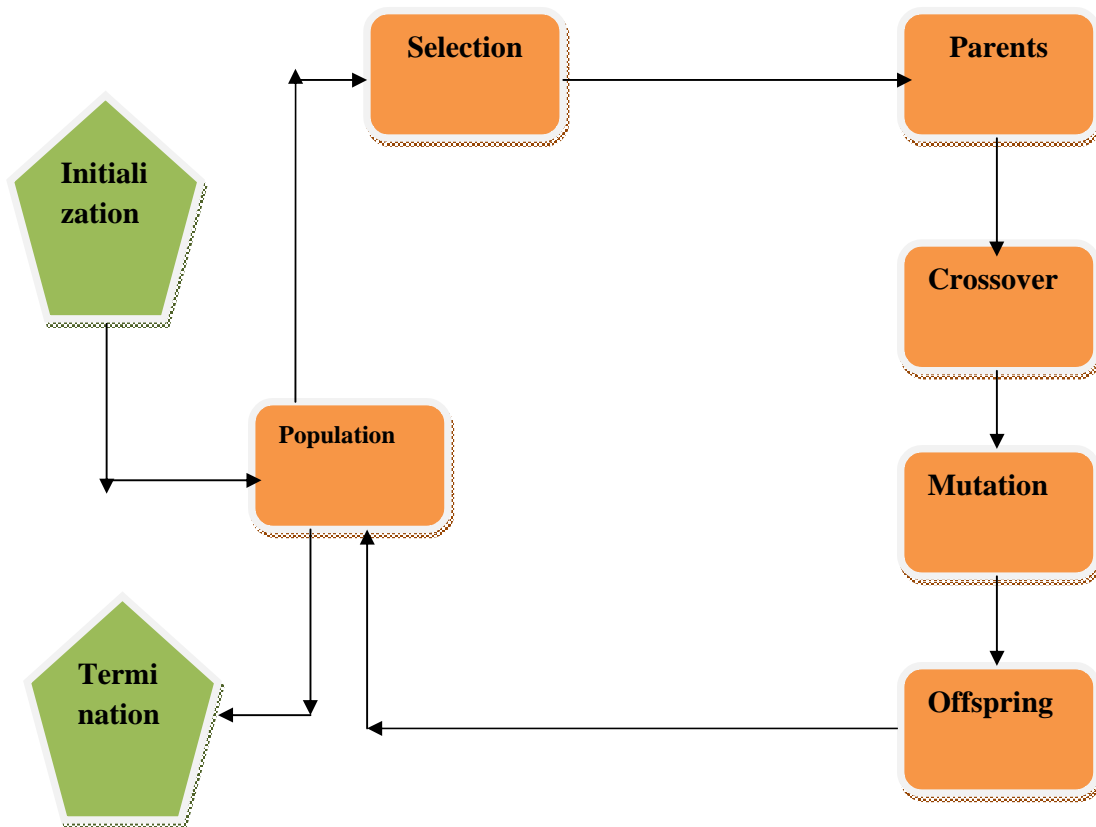 Selection
Parents
Initiali
zation
Crossover
Population
Mutation
Termi
nation
Offspring